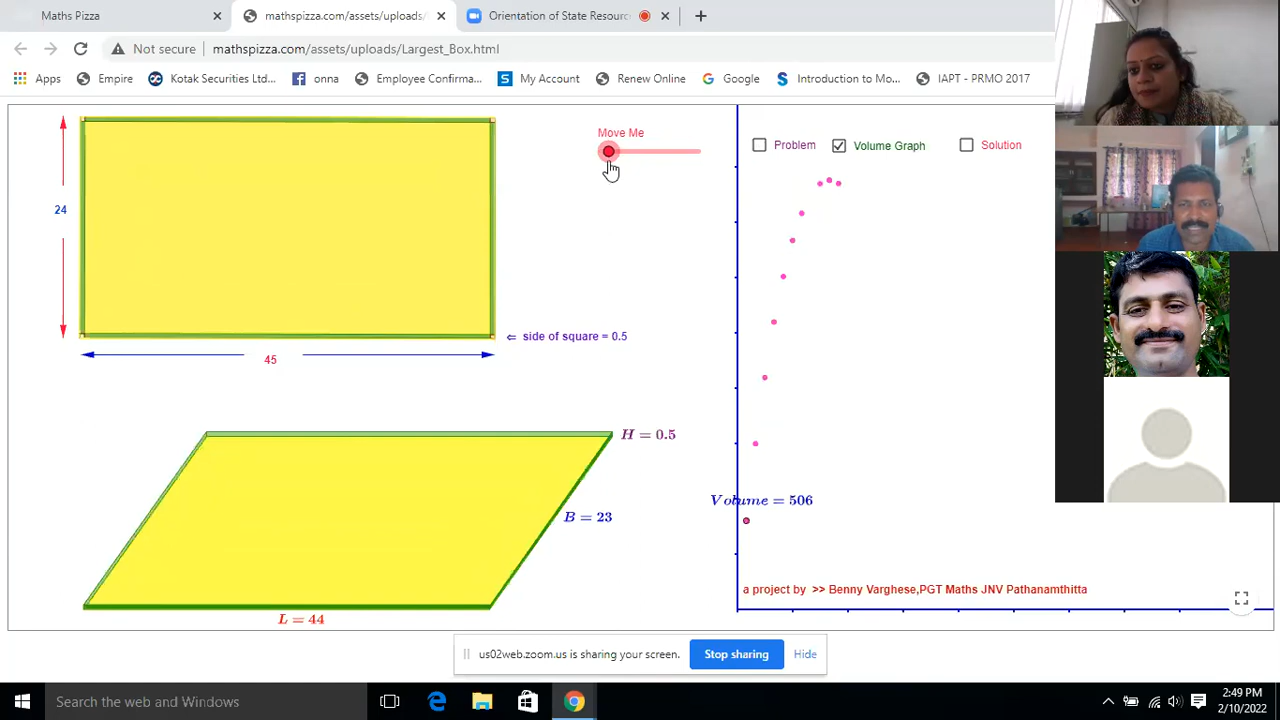 Maths Pizza
mathspizza.com/assets/uploads/
Orientation of State Resourc
Not secure
mathspizza.com/assets/uploads/Largest_Box.html
Apps
Empire
Kotak Securities Ltd...
onna
Employee Confirma...
My Account
Renew Online
Google
Introduction to Mo...
IAPT - PRMO 2017
Move Me
Problem
Volume Graph
Solution
24
⇐ side of square = 0.5
45
H = 0.5
Volume = 506
B = 23
a project by >> Benny Varghese,PGT Maths JNV Pathanamthitta
L = 44
us02web.zoom.us is sharing your screen.
Stop sharing
Hide
Search the web and Windows
2:49 PM
2/10/2022